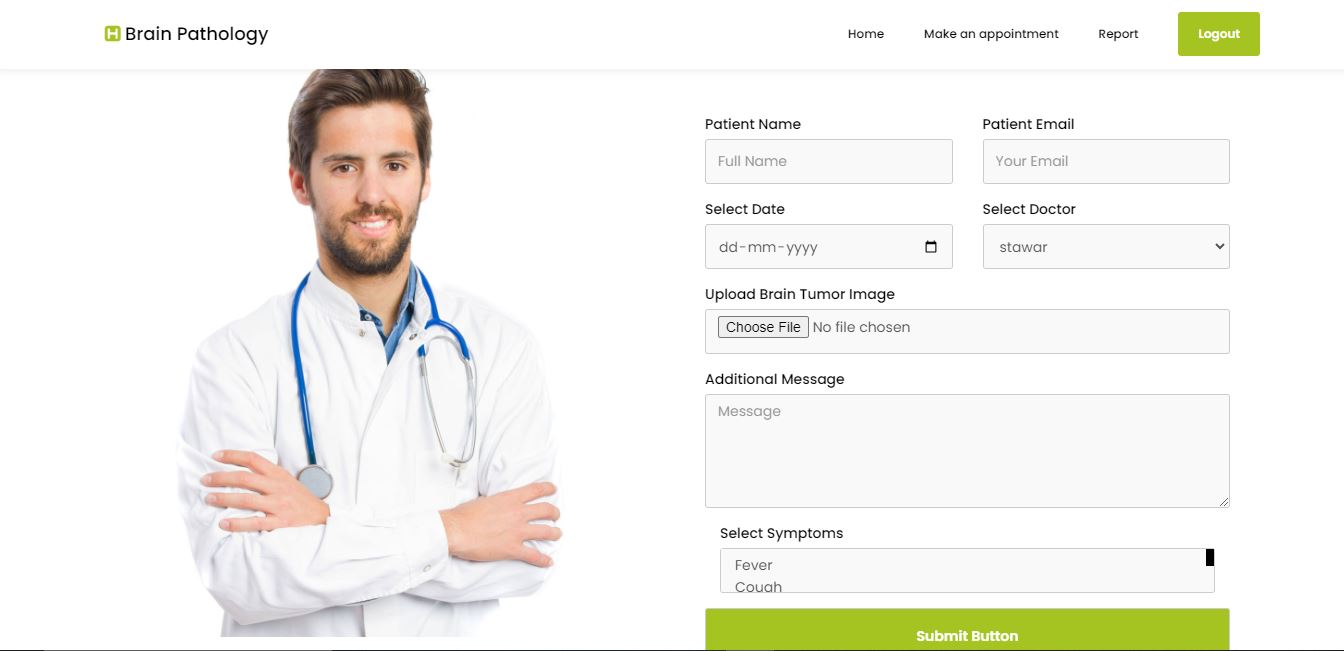 Brain Pathology
Home Make an appointment Report Logout
Patient Name Patient Email
Full Name Your Email
Select Date Select Doctor
dd-mm-yyyy stawar
Upload Brain Tumor Image
Choose File No file chosen
Additional Message
Message
Select Symptoms
Fever
Cough
Submit Button